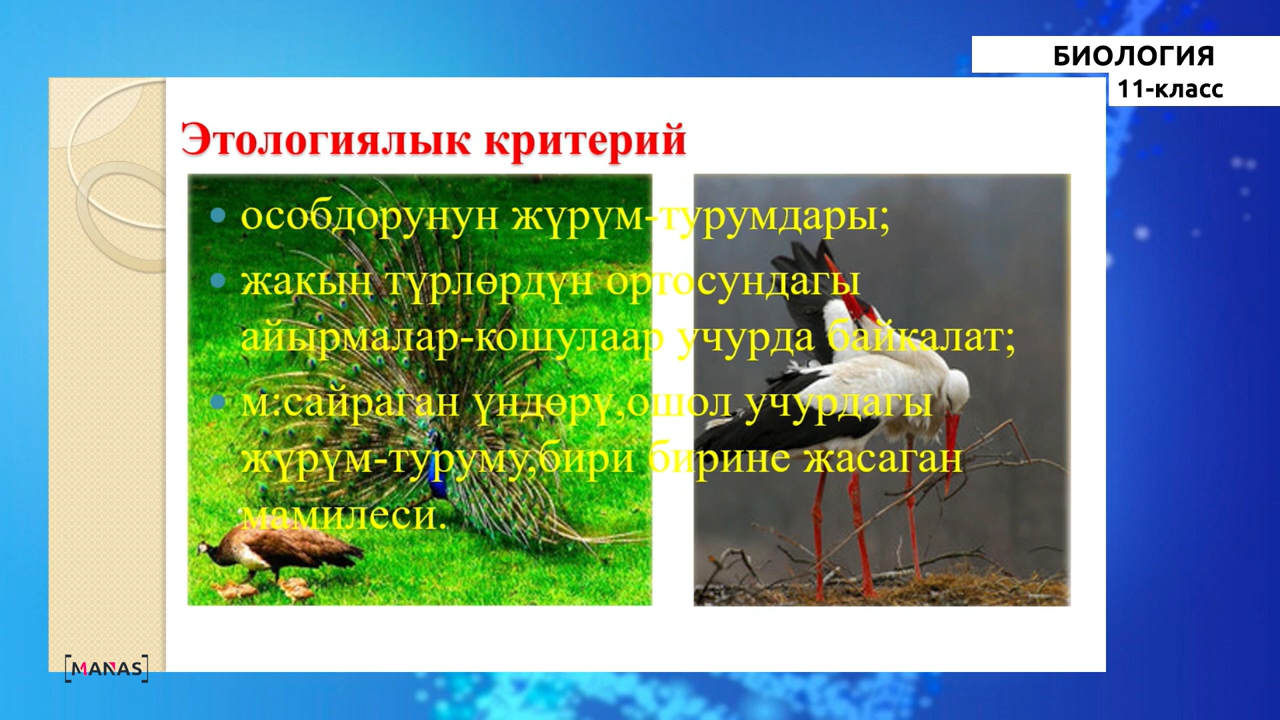 БИОЛОГИЯ
11-класс
Этологиялык критерий
• особдорунун жүрүм-турумдары;
• жакын түрлөрдүн ортосундагы
айырмалар-кошулаар учурда байкалат;
• м:сайраган үндөрү,ошол учурдагы
жүрүм-туруму,бири бирине жасаган
мамилеси.
[MANAS]